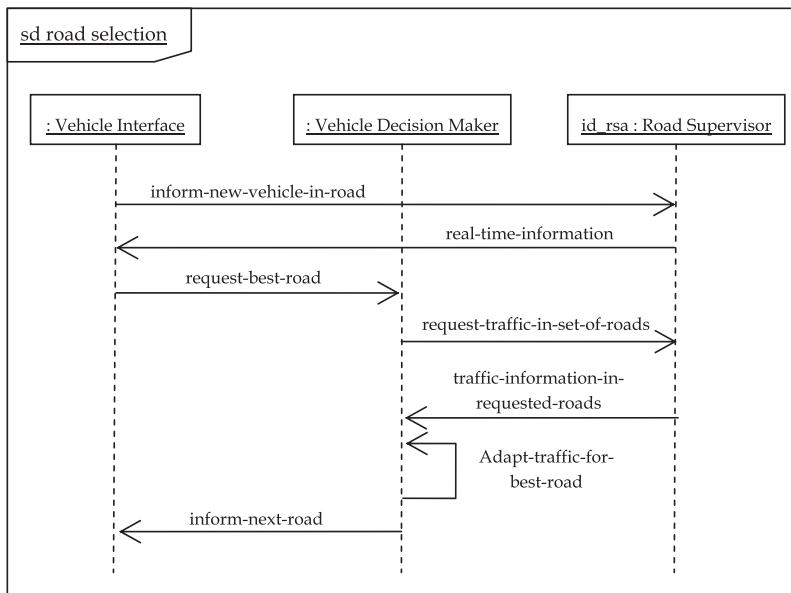 sd road selection
: Vehicle Interface
: Vehicle Decision Maker
id_rsa : Road Supervisor
inform-new-vehicle-in-road
real-time-information
request-best-road
request-traffic-in-set-of-roads
traffic-information-in-
requested-roads
Adapt-traffic-for-
best-road
inform-next-road